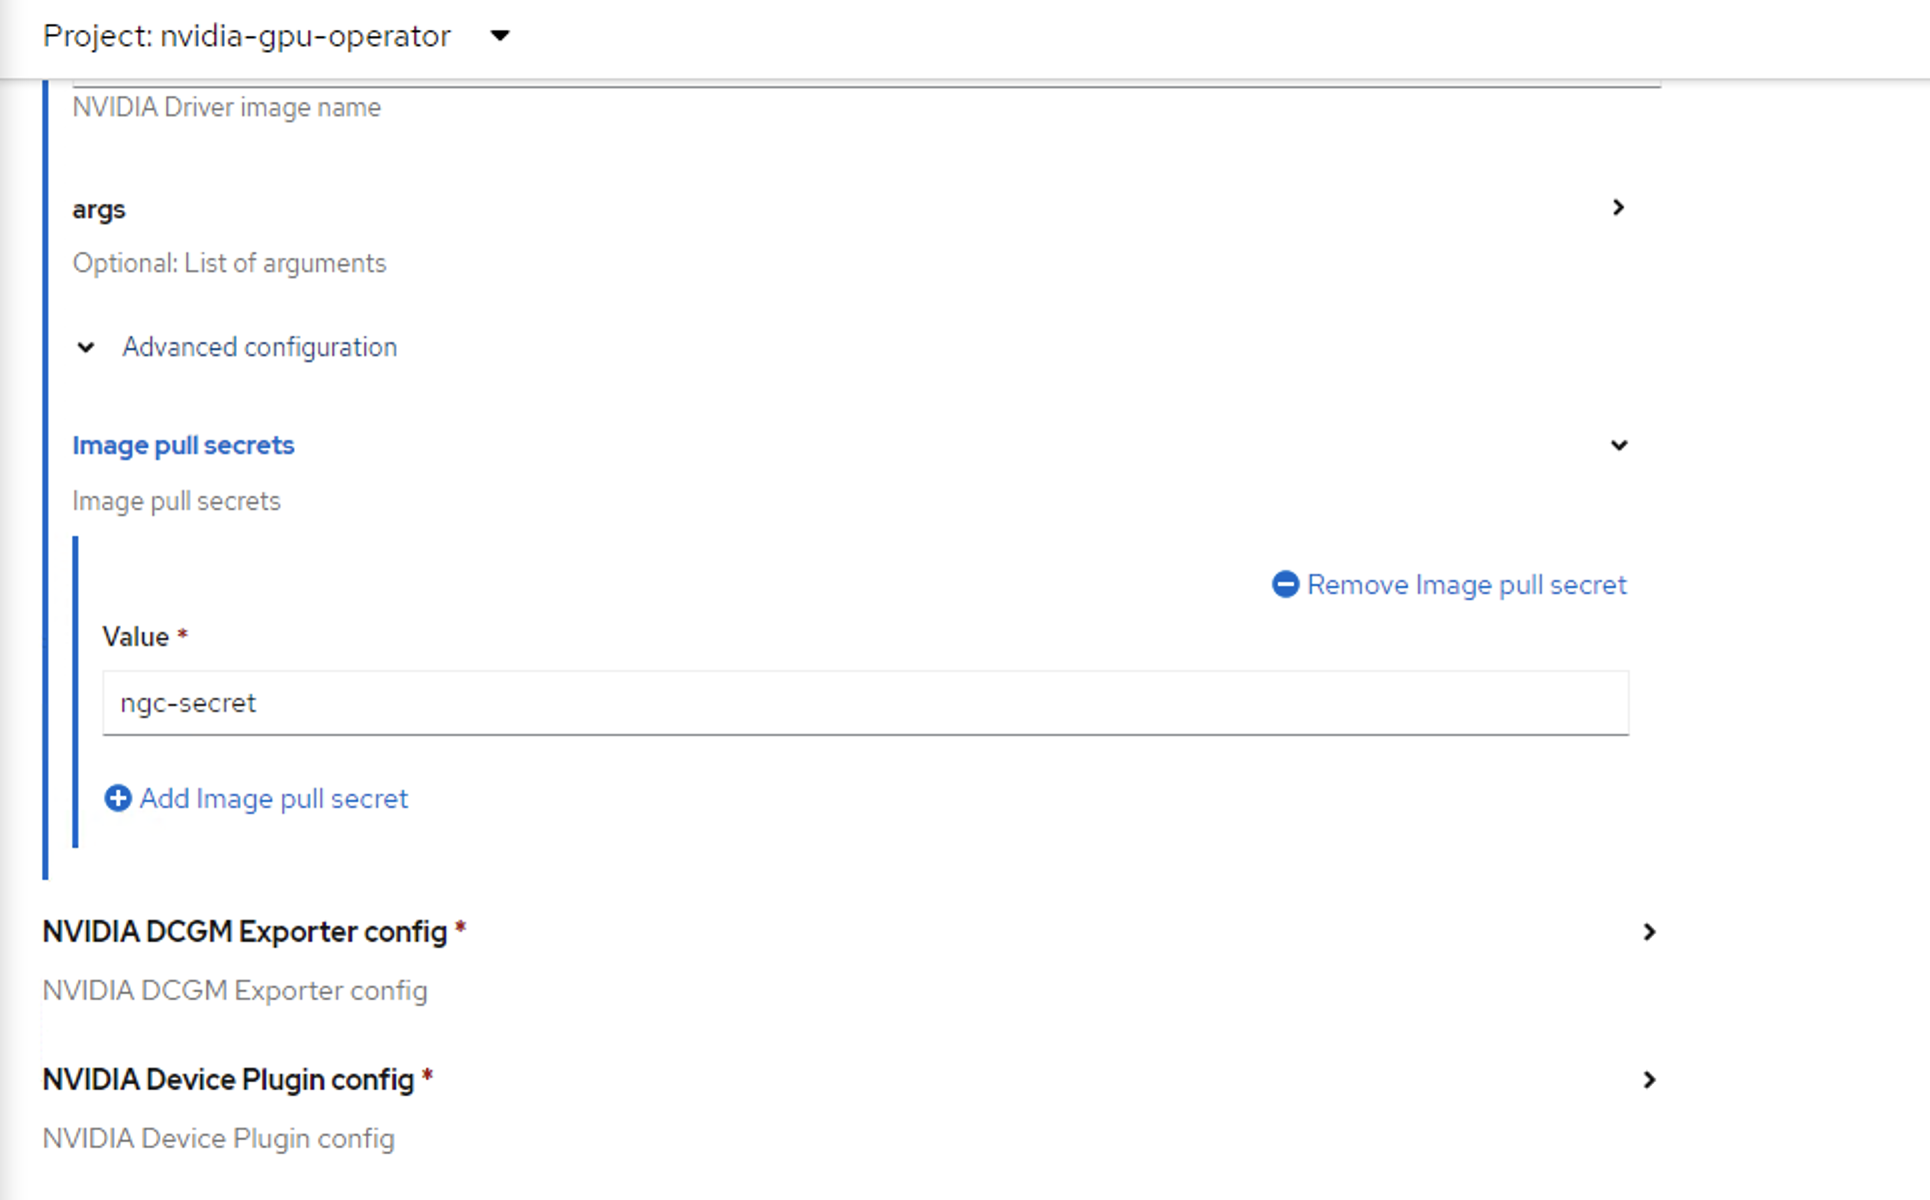 Project: nvidia-gpu-operator
NVIDIA Driver image name
args
Optional: List of arguments
Advanced configuration
Image pull secrets
Image pull secrets
Remove Image pull secret
Value *
ngc-secret
Add Image pull secret
NVIDIA DCGM Exporter config *
NVIDIA DCGM Exporter config
NVIDIA Device Plugin config *
NVIDIA Device Plugin config